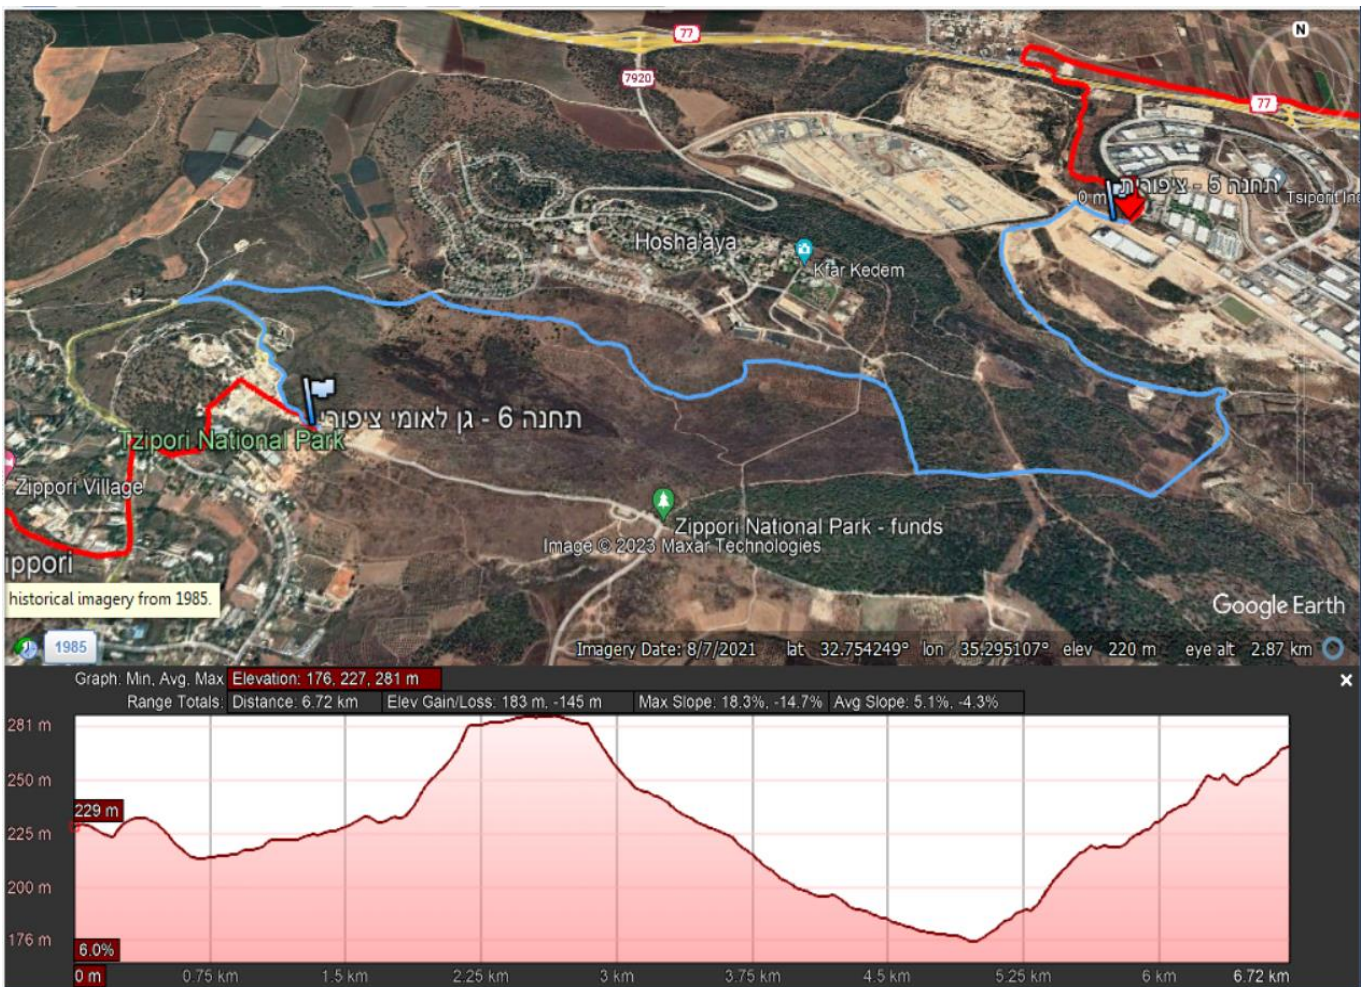 77
N
7920
77
תחנה 5 - ציפורית
0 m
Tsiporit In
Hosha'aya
Kfar Kedem
תחנה 6 - גן לאומי ציפורי
Tzipori National Park
Zippori Village
Zippori National Park - funds
Image © 2023 Maxar Technologies
ippori
historical imagery from 1985.
Google Earth
1985
Imagery Date: 8/7/2021 lat 32.754249° lon 35.295107° elev 220 m eye alt 2.87 km
Graph: Min, Avg, Max Elevation: 176, 227, 281 m
Range Totals: Distance: 6.72 km Elev Gain/Loss: 183 m, -145 m Max Slope: 18.3%, -14.7% Avg Slope: 5.1%, -4.3%
281 m
250 m
229 m
225 m
200 m
176 m
6.0%
0 m 0.75 km 1.5 km 2.25 km 3 km 3.75 km 4.5 km 5.25 km 6 km 6.72 km